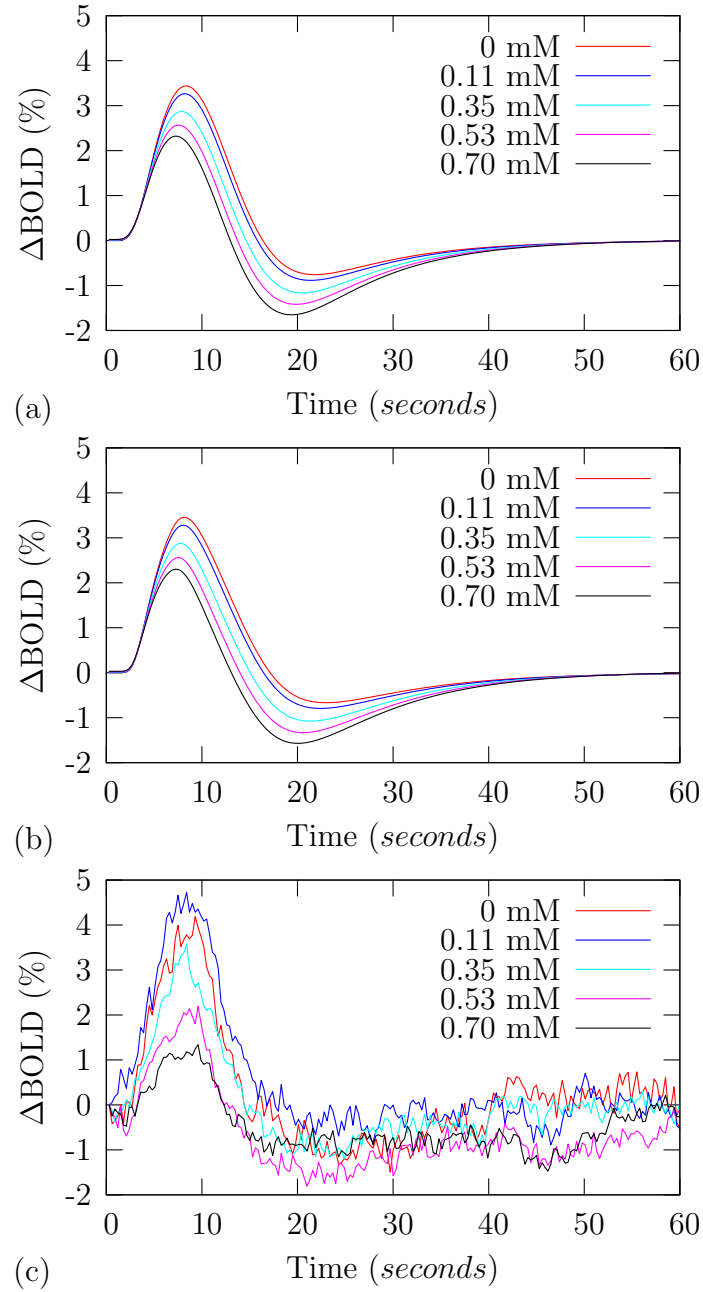 5
4
3
2
1
0
-1
-2
ΔBOLD (%)
0 mM
0.11 mM
0.35 mM
0.53 mM
0.70 mM
0 10 20 30 40 50 60
Time (seconds)
(a)
5
4
3
2
1
0
-1
-2
ΔBOLD (%)
0 mM
0.11 mM
0.35 mM
0.53 mM
0.70 mM
0 10 20 30 40 50 60
Time (seconds)
(b)
5
4
3
2
1
0
-1
-2
ΔBOLD (%)
0 mM
0.11 mM
0.35 mM
0.53 mM
0.70 mM
0 10 20 30 40 50 60
Time (seconds)
(c)